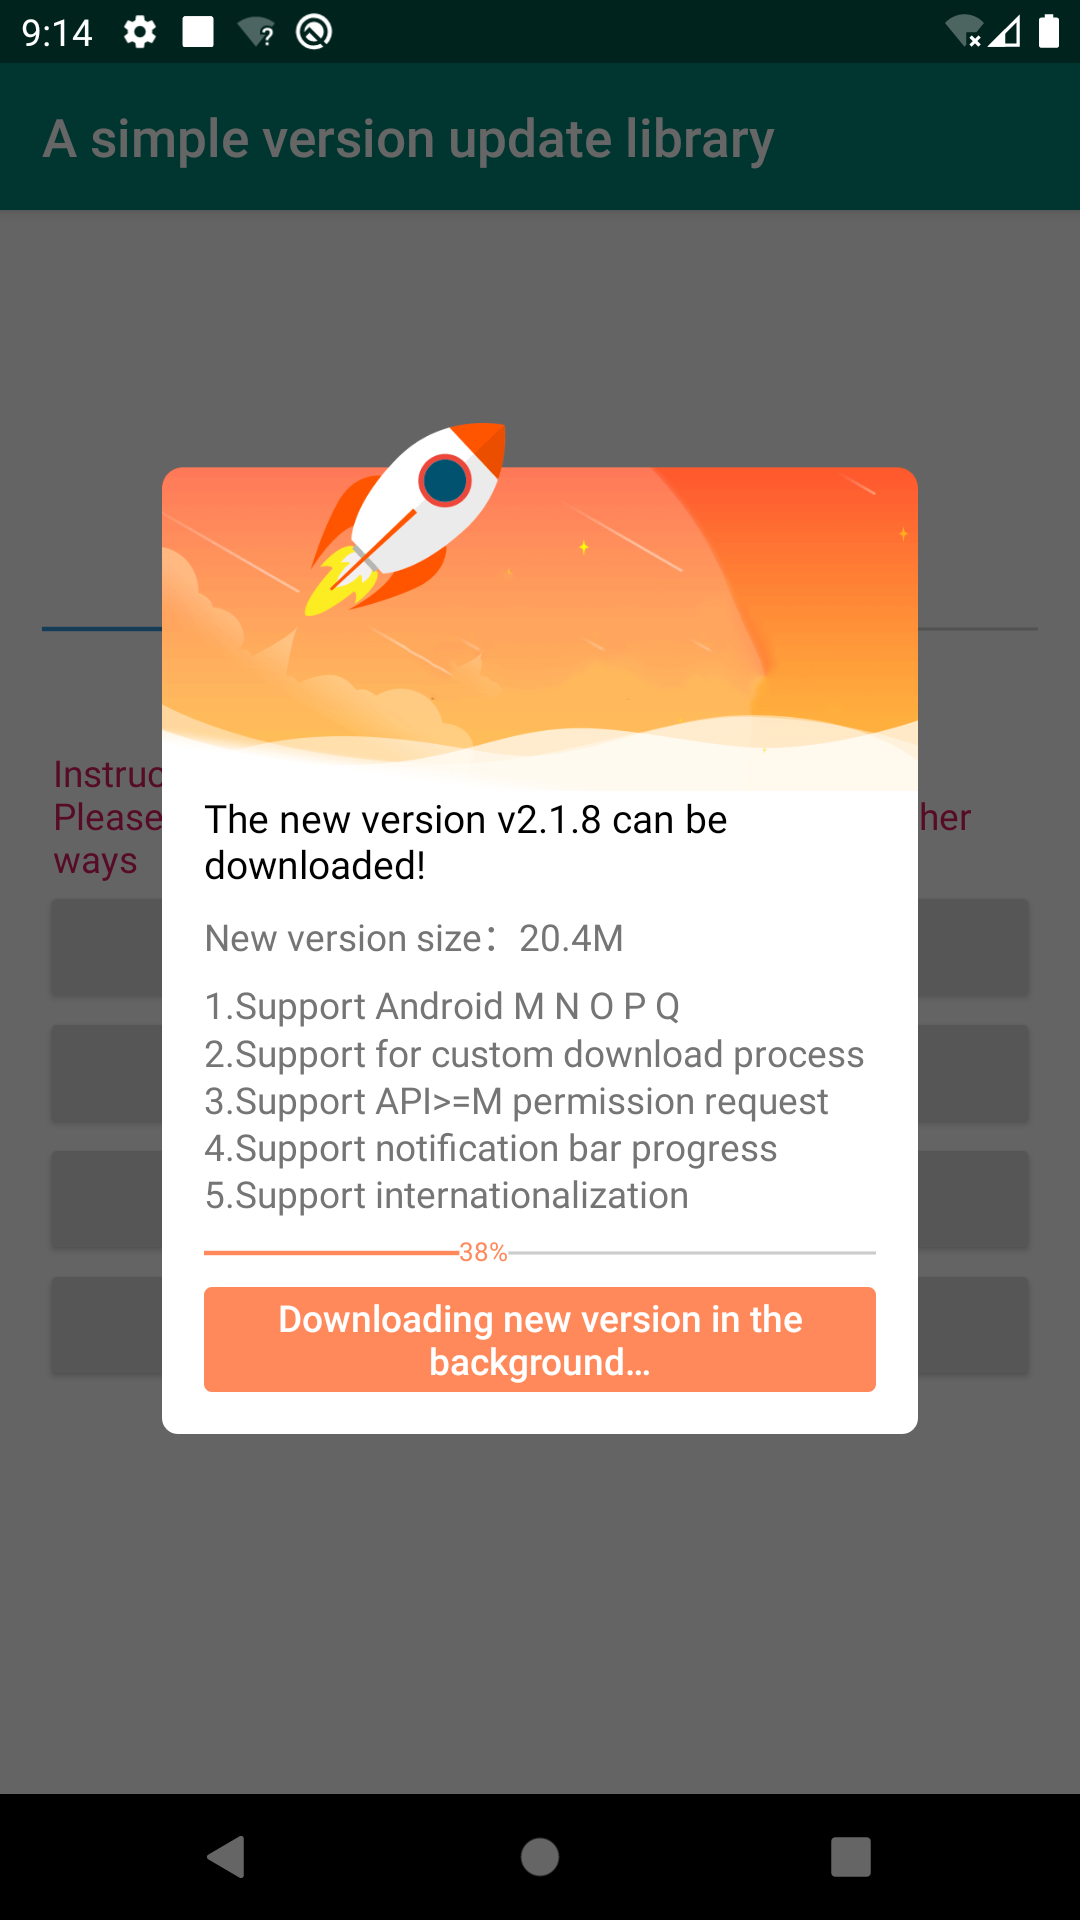 9:14
A simple version update library
Instruc
Please
her
ways
The new version v2.1.8 can be
downloaded!
New version size：20.4M
1.Support Android M N O P Q
2.Support for custom download process
3.Support API>=M permission request
4.Support notification bar progress
5.Support internationalization
38%
Downloading new version in the
background...